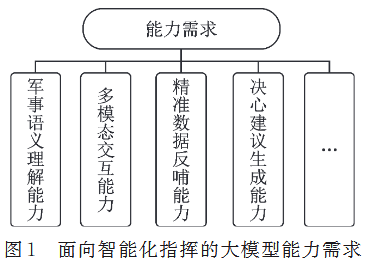 能力需求
军事语义理解能力
多模态交互能力
精准数据反哺能力
决心建议生成能力
...
图1 面向智能化指挥的大模型能力需求